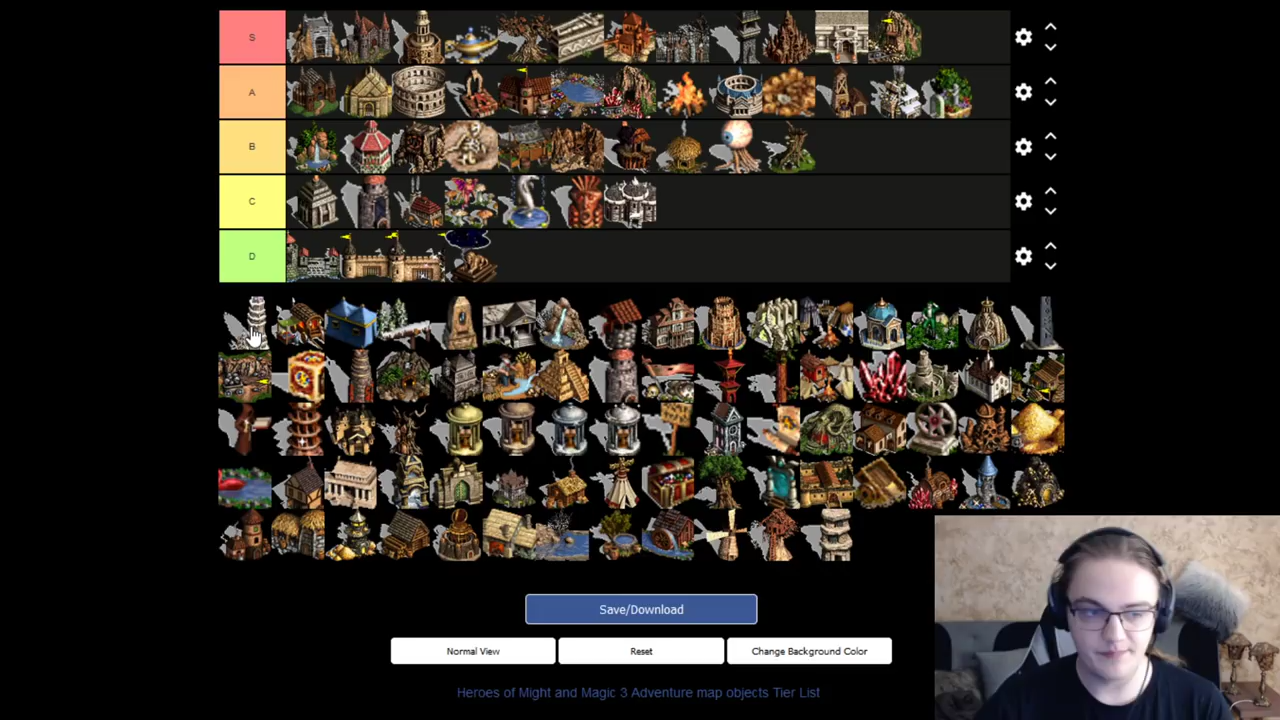 S
A
B
C
D
Save/Download
Normal View
Reset
Change Background Color
Heroes of Might and Magic 3 Adventure map objects Tier List